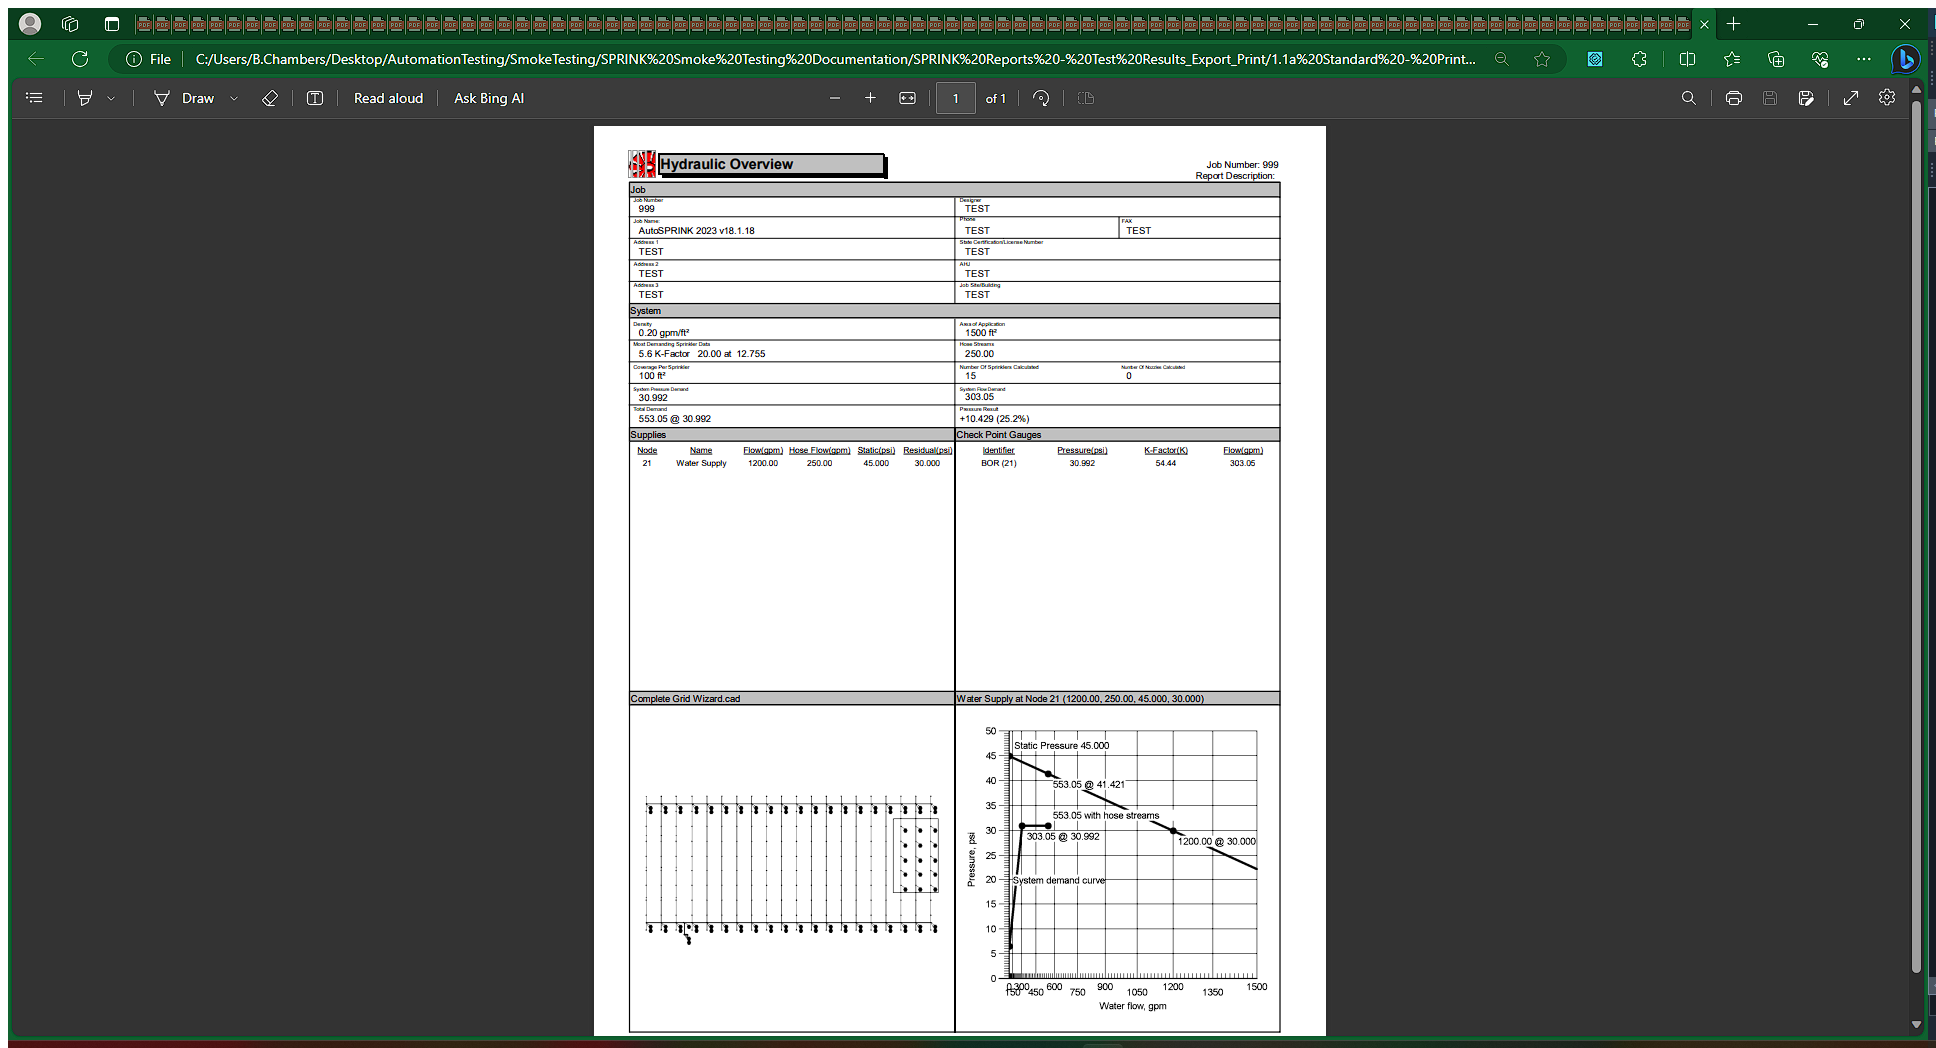 File C:/Users/B.Chambers/Desktop/AutomationTesting/SmokeTesting/SPRINK%20Smoke%20Testing%20Documentation/SPRINK%20Reports%20-%20Test%20Results_Export_Print/1.1a%20Standard%20-%20Print...
Draw Read aloud Ask Bing AI 1 of 1
Hydraulic Overview
Job Number: 999
Report Description:
Job
Job Number Designer
999 TEST
Job Name: Phone FAX
AutoSPRINK 2023 v18.1.18 TEST TEST
Address 1 State Certification/License Number
TEST TEST
Address 2 AHJ
TEST TEST
Address 3 Job Site/Building
TEST TEST
System
Density Area of Application
0.20 gpm/ft² 1500 ft²
Most Demanding Sprinkler Data Hose Streams
5.6 K-Factor 20.00 at 12.755 250.00
Coverage Per Sprinkler Number Of Sprinklers Calculated Number Of Nozzles Calculated
100 ft² 15 0
System Pressure Demand System Flow Demand
30.992 303.05
Total Demand Pressure Result
553.05 @ 30.992 +10.429 (25.2%)
Supplies Check Point Gauges
Node Name Flow(gpm) Hose Flow(gpm) Static(psi) Residual(psi) Identifier Pressure(psi) K-Factor(K) Flow(gpm)
21 Water Supply 1200.00 250.00 45.000 30.000 BOR (21) 30.992 54.44 303.05
Complete Grid Wizard.cad Water Supply at Node 21 (1200.00, 250.00, 45.000, 30.000)
50
Static Pressure 45.000
45
40
553.05 @ 41.421
35
553.05 with hose streams
30
303.05 @ 30.992
1200.00 @ 30.000
25
20
System demand curve
15
10
5
0
Pressure, psi
0 300 600 900 1200 1500
150 450 750 1050 1350
Water flow, gpm